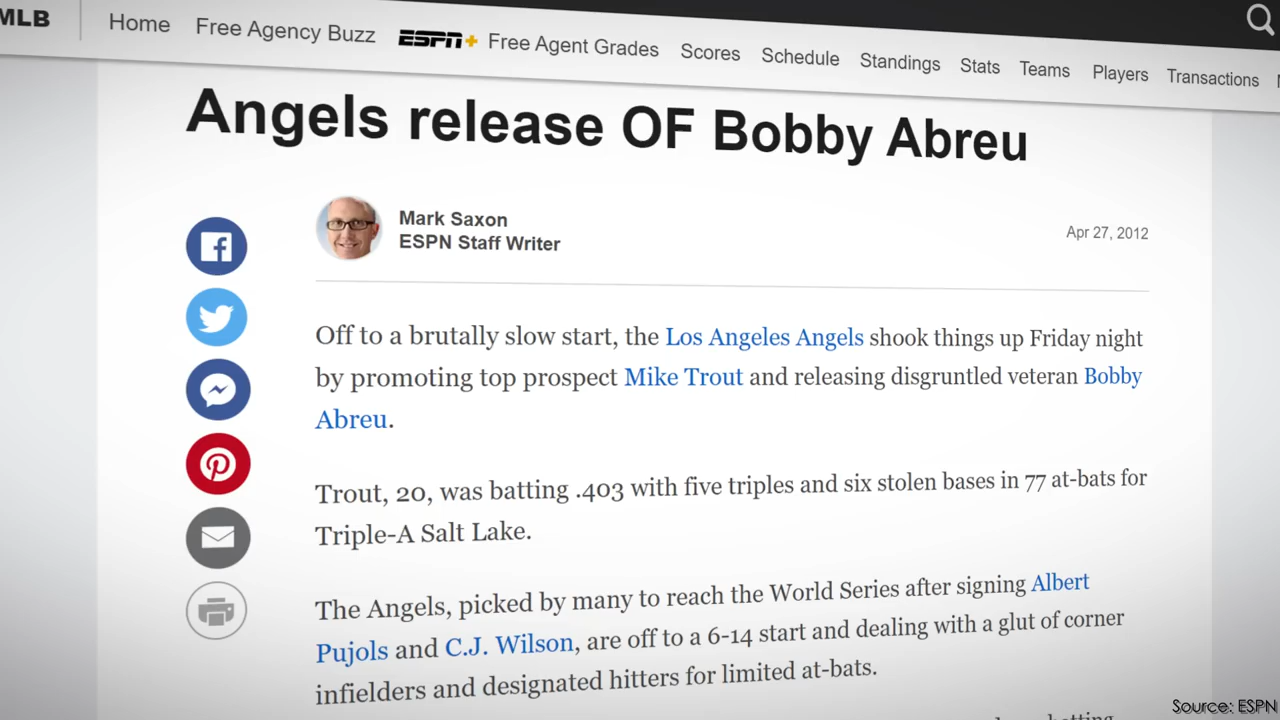 MLB
Home Free Agency Buzz ESPN+ Free Agent Grades Scores Schedule Standings Stats Teams Players Transactions
Angels release OF Bobby Abreu
Mark Saxon
ESPN Staff Writer
Apr 27, 2012
Off to a brutally slow start, the Los Angeles Angels shook things up Friday night
by promoting top prospect Mike Trout and releasing disgruntled veteran Bobby
Abreu.
Trout, 20, was batting .403 with five triples and six stolen bases in 77 at-bats for
Triple-A Salt Lake.
The Angels, picked by many to reach the World Series after signing Albert
Pujols and C.J. Wilson, are off to a 6-14 start and dealing with a glut of corner
infielders and designated hitters for limited at-bats.
Source: ESPN